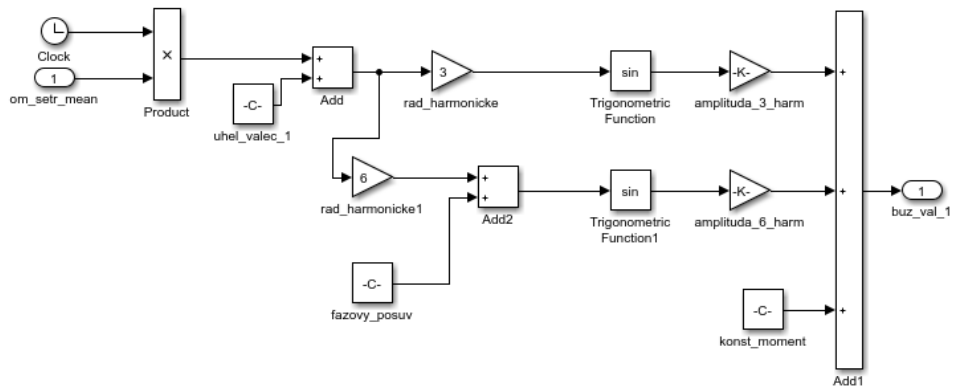 Clock
1
om_setr_mean
×
Product
-C-
uhel_valec_1
+
+
Add
3
rad_harmonicke
sin
Trigonometric
Function
-K-
amplituda_3_harm
6
rad_harmonicke1
+
+
Add2
sin
Trigonometric
Function1
-K-
amplituda_6_harm
-C-
fazovy_posuv
-C-
konst_moment
+
+
+
Add1
1
buz_val_1